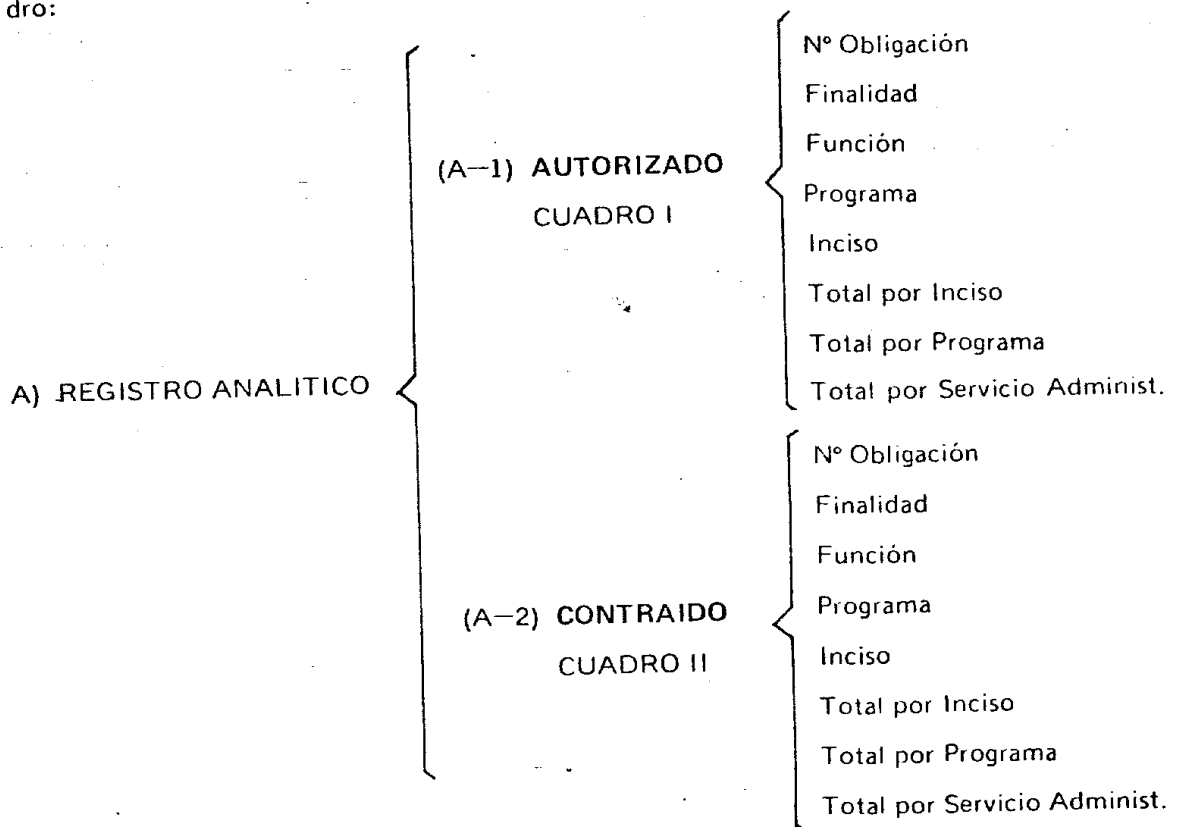 dro:
A) REGISTRO ANALITICO
(A—1) AUTORIZADO
CUADRO I
Nº Obligación
Finalidad
Función
Programa
Inciso
Total por Inciso
Total por Programa
Total por Servicio Administ.
(A—2) CONTRAIDO
CUADRO II
Nº Obligación
Finalidad
Función
Programa
Inciso
Total por Inciso
Total por Programa
Total por Servicio Administ.